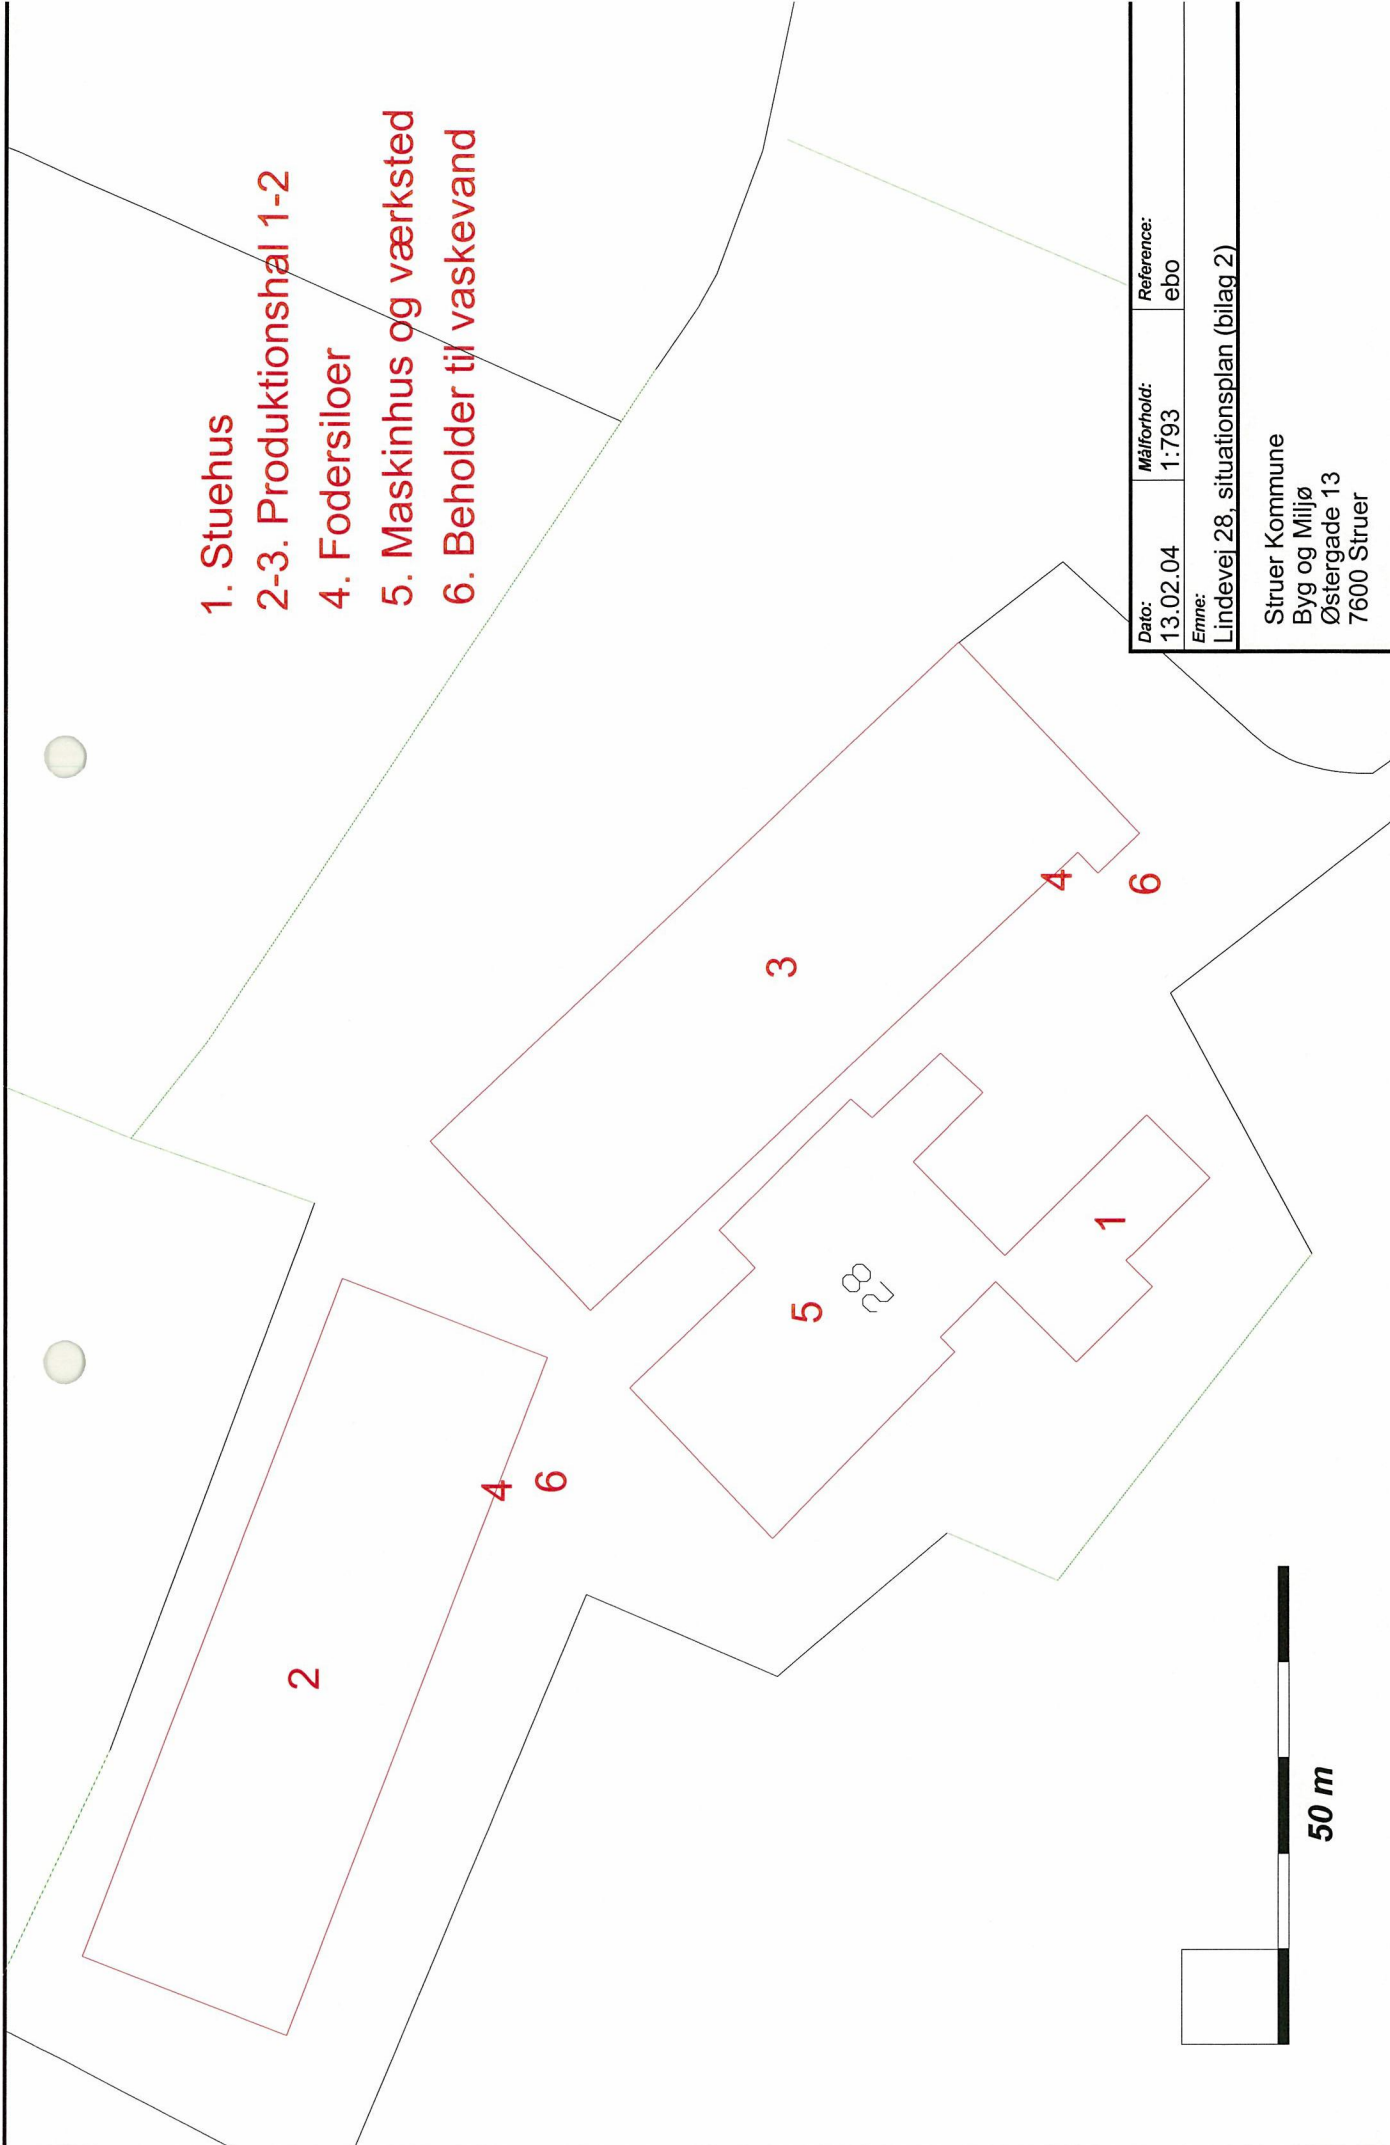 1. Stuehus
2-3. Produktionshal 1-2
4. Fodersiloer
5. Maskinhus og værksted
6. Beholder til vaskevand
2
4
6
3
4
6
5
28
1
50 m
Dato:
13.02.04
Målforhold:
1:793
Reference:
ebo
Emne:
Lindevej 28, situationsplan (bilag 2)
Struer Kommune
Byg og Miljø
Østergade 13
7600 Struer